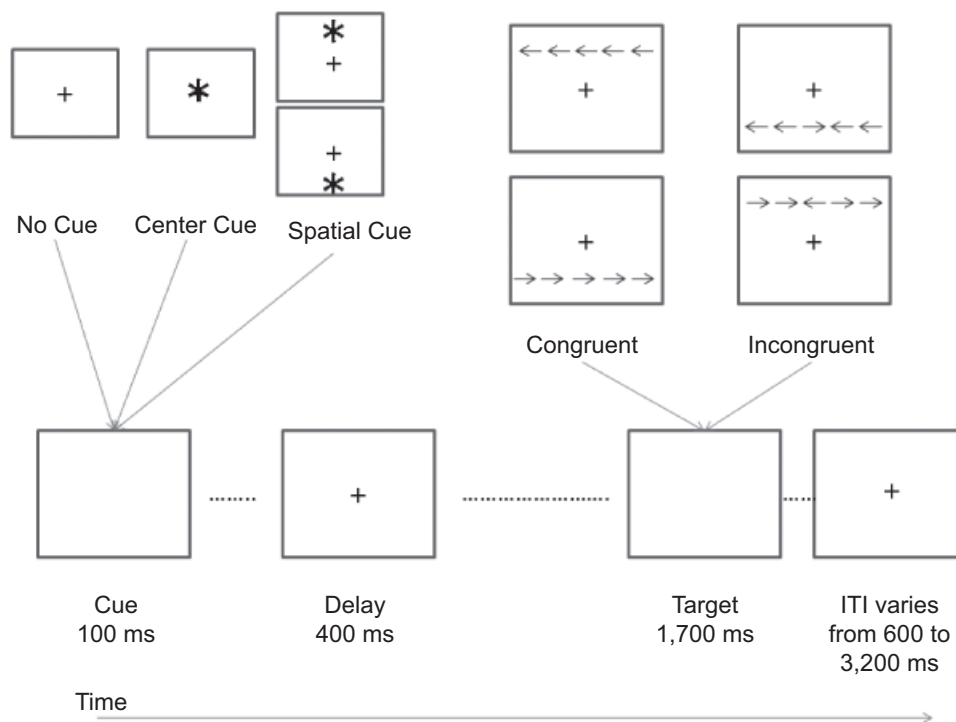 No Cue
Center Cue
Spatial Cue
Congruent
Incongruent
Cue
100 ms
Delay
400 ms
Target
1,700 ms
ITI varies
from 600 to
3,200 ms
Time